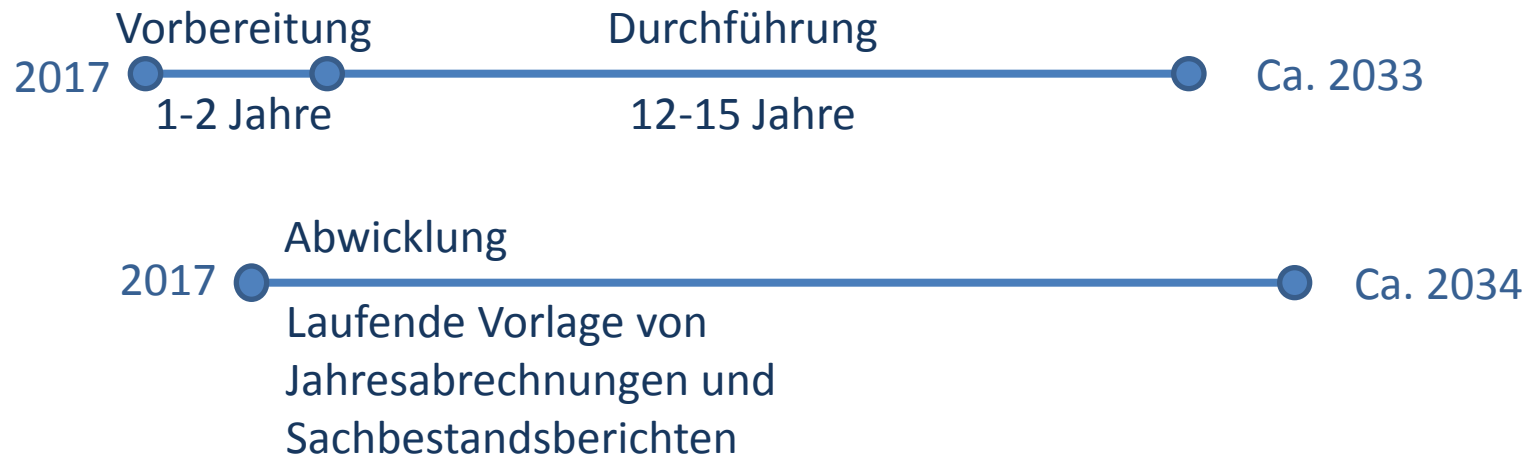 Vorbereitung
Durchführung
2017
Ca. 2033
1-2 Jahre
12-15 Jahre
Abwicklung
2017
Ca. 2034
Laufende Vorlage von
Jahresabrechnungen und
Sachbestandsberichten